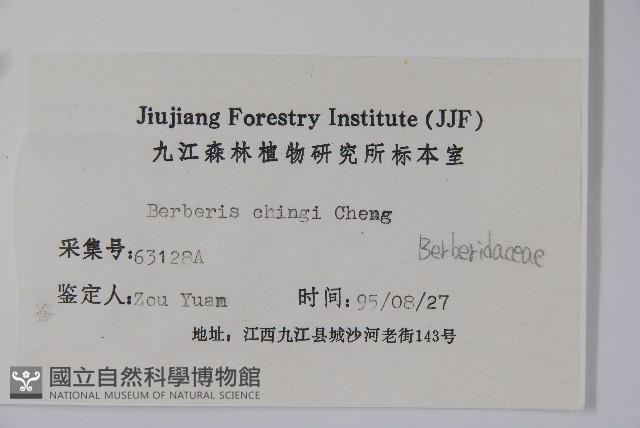 Jiujiang Forestry Institute (JJF)
九江森林植物研究所标本室
Berberis chingi Cheng
采集号:63128A
Berberidaceae
鉴定人:Zou Yuam
时间:95/08/27
地址:江西九江县城沙河老街143号
國立自然科學博物館
NATIONAL MUSEUM OF NATURAL SCIENCE